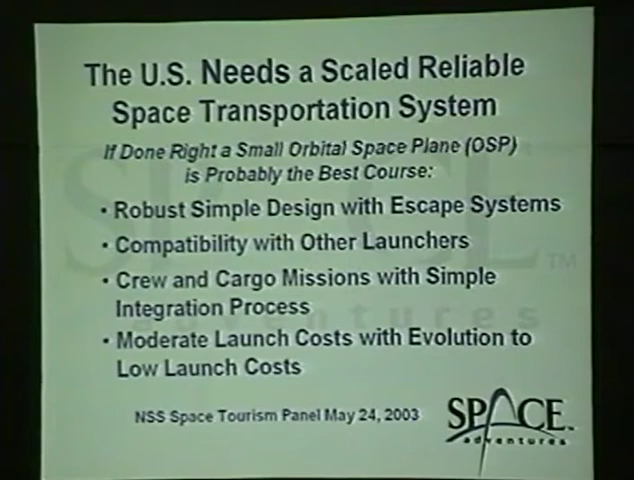 The U.S. Needs a Scaled Reliable
Space Transportation System
If Done Right a Small Orbital Space Plane (OSP)
is Probably the Best Course:
• Robust Simple Design with Escape Systems
• Compatibility with Other Launchers
• Crew and Cargo Missions with Simple
Integration Process
• Moderate Launch Costs with Evolution to
Low Launch Costs
NSS Space Tourism Panel May 24, 2003
SPACE
adventures
SPACE™
adventures